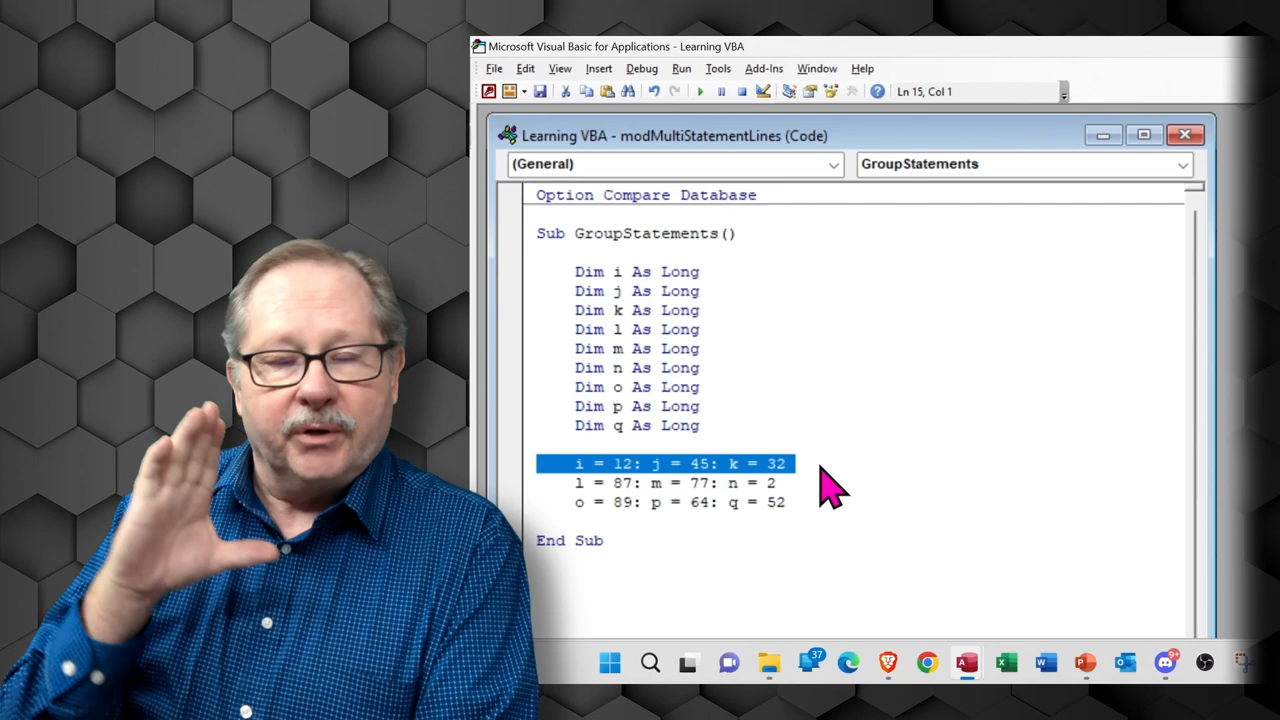 Microsoft Visual Basic for Applications - Learning VBA
File Edit View Insert Debug Run Tools Add-Ins Window Help
Ln 15, Col 1
Learning VBA - modMultiStatementLines (Code)
(General) GroupStatements
Option Compare Database
Sub GroupStatements()
Dim i As Long
Dim j As Long
Dim k As Long
Dim l As Long
Dim m As Long
Dim n As Long
Dim o As Long
Dim p As Long
Dim q As Long
i = 12: j = 45: k = 32
l = 87: m = 77: n = 2
o = 89: p = 64: q = 52
End Sub
37
9+